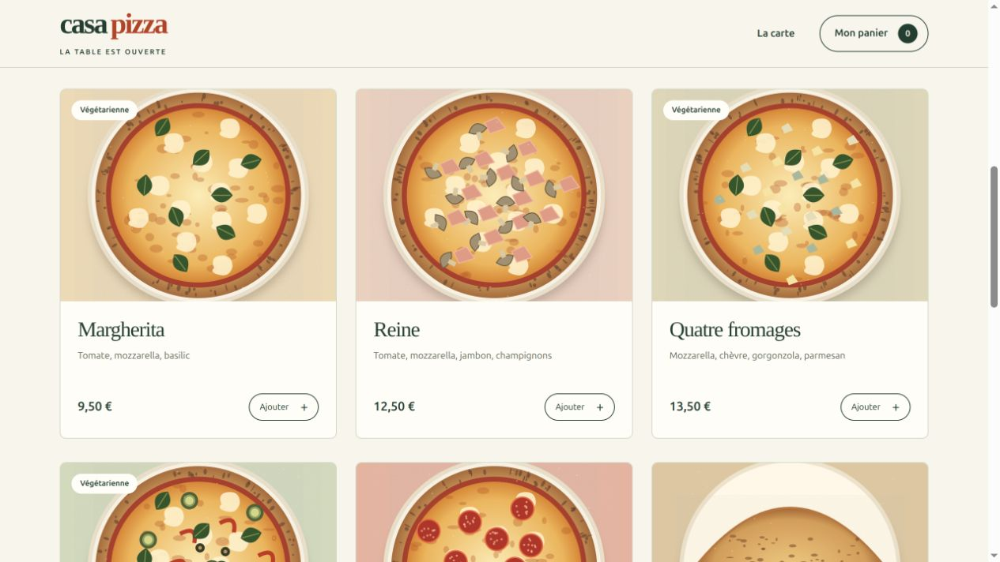 casa pizza
LA TABLE EST OUVERTE
La carte
Mon panier 0
Végétarienne
Margherita
Tomate, mozzarella, basilic
9,50 €
Ajouter +
Reine
Tomate, mozzarella, jambon, champignons
12,50 €
Ajouter +
Végétarienne
Quatre fromages
Mozzarella, chèvre, gorgonzola, parmesan
13,50 €
Ajouter +
Végétarienne